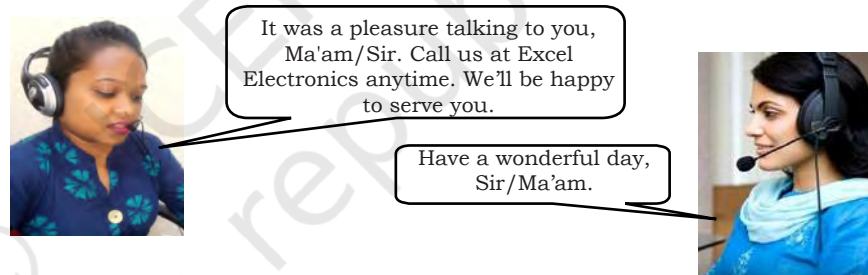 It was a pleasure talking to you,
Ma'am/Sir. Call us at Excel
Electronics anytime. We’ll be happy
to serve you.
Have a wonderful day,
Sir/Ma’am.
republ